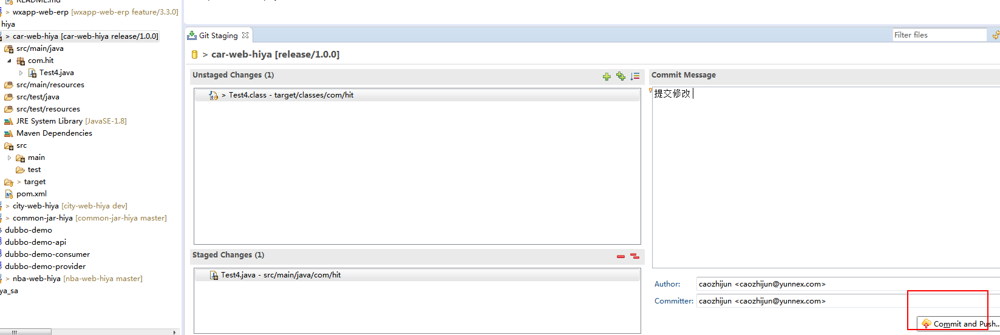 README.md
> wxapp-web-erp [wxapp-web-erp feature/3.3.0]
hiya
> car-web-hiya [car-web-hiya release/1.0.0]
src/main/java
com.hit
Test4.java
src/main/resources
src/test/java
src/test/resources
JRE System Library [JavaSE-1.8]
Maven Dependencies
src
main
test
> target
pom.xml
> city-web-hiya [city-web-hiya dev]
> common-jar-hiya [common-jar-hiya master]
dubbo-demo
dubbo-demo-api
dubbo-demo-consumer
dubbo-demo-provider
> nba-web-hiya [nba-web-hiya master]
ya_sa
Git Staging
Filter files
> car-web-hiya [release/1.0.0]
Unstaged Changes (1)
> Test4.class - target/classes/com/hit
Staged Changes (1)
Test4.java - src/main/java/com/hit
Commit Message
提交修改
Author: caozhijun <caozhijun@yunnex.com>
Committer: caozhijun <caozhijun@yunnex.com>
Commit and Push...